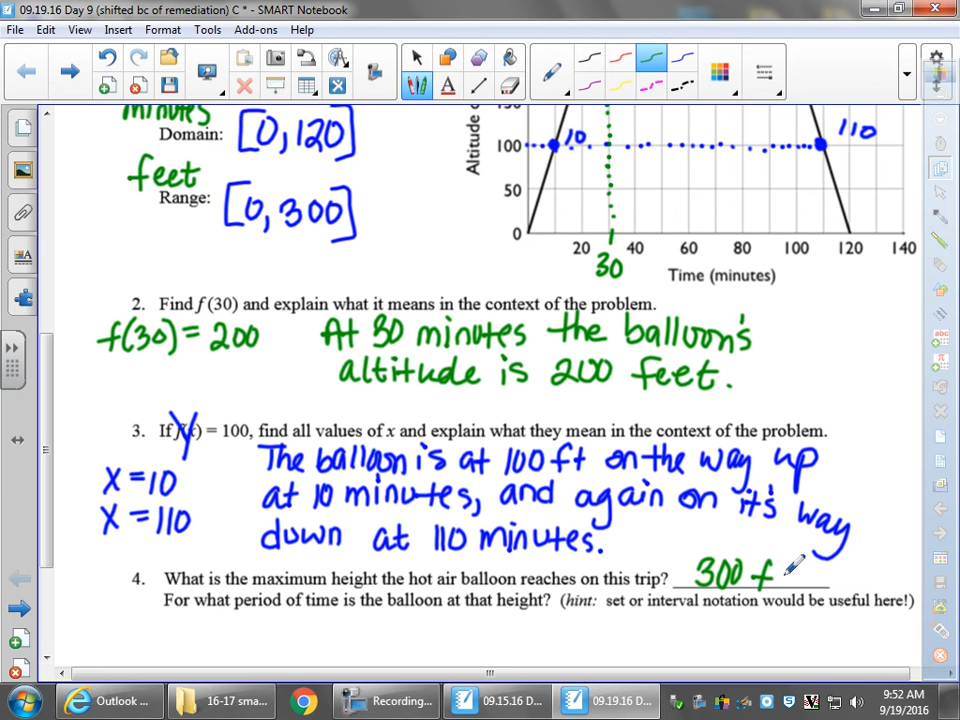 09.19.16 Day 9 (shifted bc of remediation) C * - SMART Notebook
File Edit View Insert Format Tools Add-ons Help
minutes
Domain: [0,120]
feet
Range: [0,300]
Altitude
100
50
0
10
110
20 40 60 80 100 120 140
30
Time (minutes)
2. Find f (30) and explain what it means in the context of the problem.
f(30) = 200 At 30 minutes the balloon's
altitude is 200 feet.
3. If y = 100, find all values of x and explain what they mean in the context of the problem.
x = 10
x = 110
The balloon is at 100 ft on the way up
at 10 minutes, and again on it's way
down at 110 minutes.
4. What is the maximum height the hot air balloon reaches on this trip? 300 f
For what period of time is the balloon at that height? (hint: set or interval notation would be useful here!)
Outlook ... 16-17 sma... Recording... 09.15.16 D... 09.19.16 D...
9:52 AM
9/19/2016